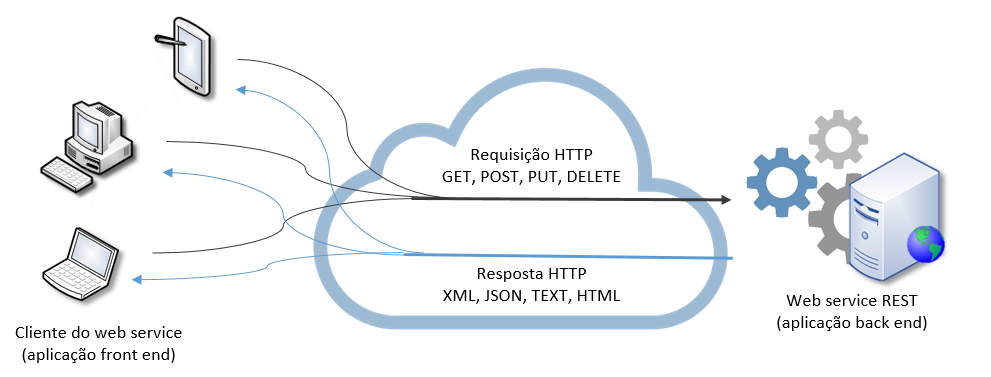 Requisição HTTP
GET, POST, PUT, DELETE
Resposta HTTP
XML, JSON, TEXT, HTML
Cliente do web service
(aplicação front end)
Web service REST
(aplicação back end)